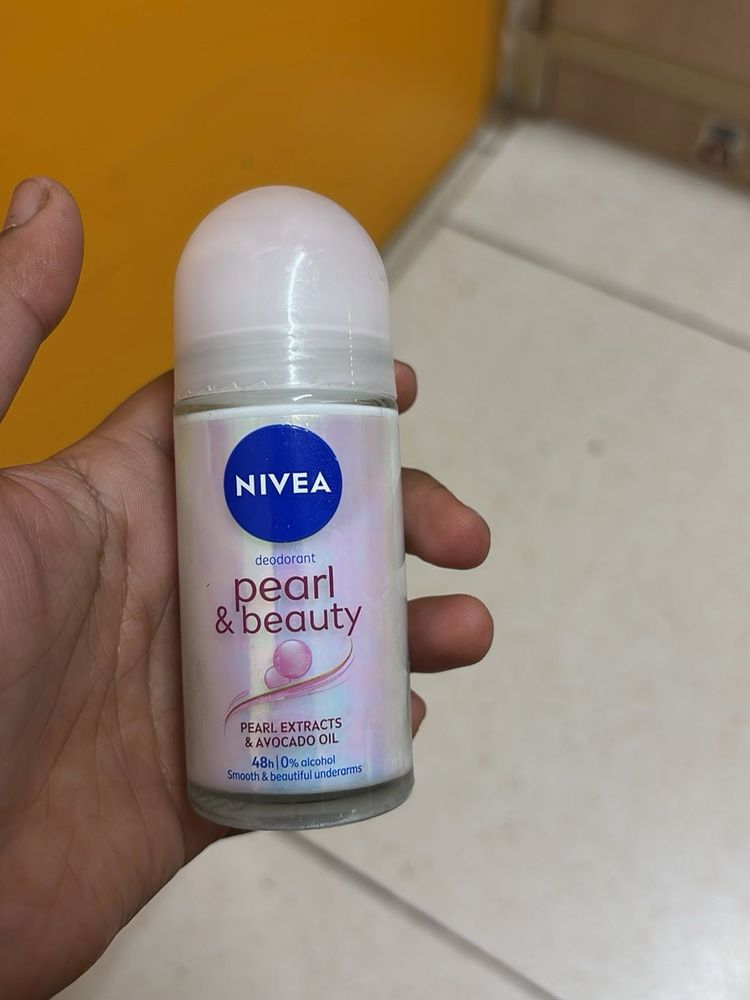 NIVEA
deodorant
pearl
& beauty
PEARL EXTRACTS
& AVOCADO OIL
48h | 0% alcohol
Smooth & beautiful underarms